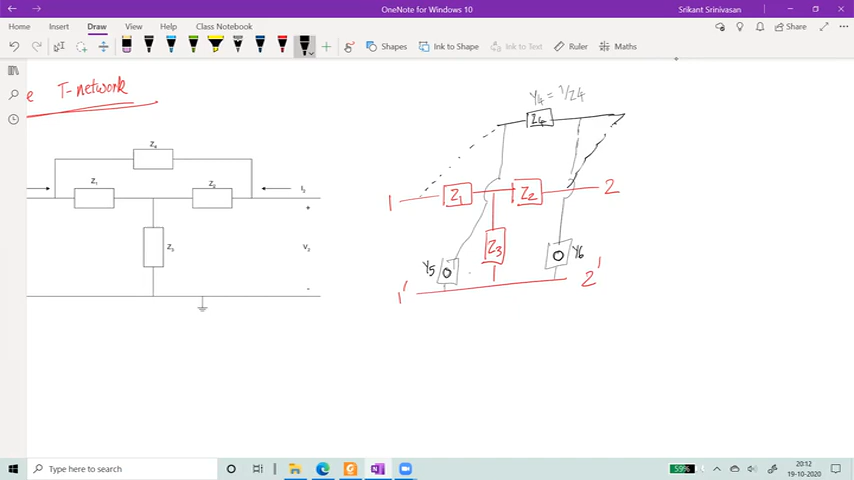 OneNote for Windows 10
Srikant Srinivasan
Home Insert Draw View Help Class Notebook
Share
Shapes Ink to Shape Ink to Text Ruler Maths
e T-network
Z4
Z1 Z2
I2
+
Z3
V2
-
Y4 = 1/Z4
Z4
1 Z1 Z2 2
Z3
Y5 Y6
1' 2'
Type here to search
59%
20:12
19-10-2020